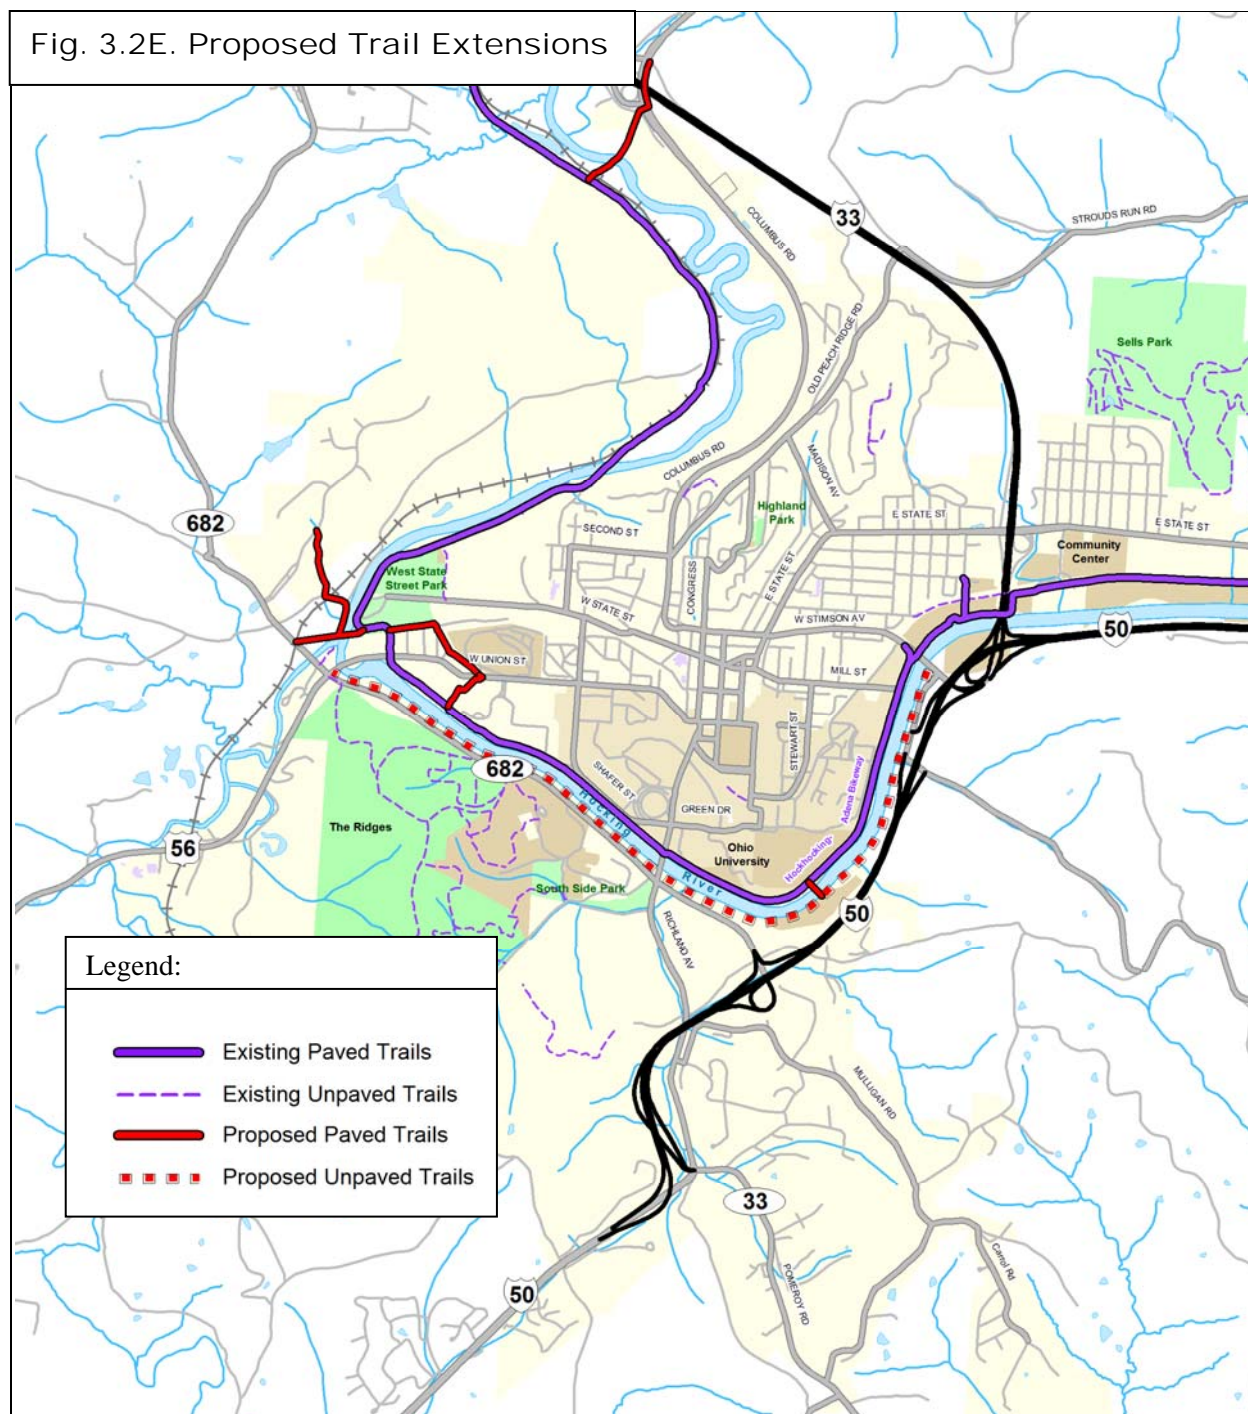 Fig. 3.2E. Proposed Trail Extensions
33
COLUMBUS RD
STROUDS RUN RD
OLD PEACH RIDGE RD
Sells Park
COLUMBUS RD
MADISON AV
682
SECOND ST
Highland
Park
E STATE ST
E STATE ST
Community
Center
West State
Street Park
CONGRESS
E STATE ST
W STATE ST
W STIMSON AV
50
W UNION ST
MILL ST
STEWART ST
682
SHAFER ST
Hocking
GREEN DR
Hockhocking-
Adena Bikeway
The Ridges
56
Ohio
University
River
South Side Park
50
RICHLAND AV
Legend:
Existing Paved Trails
Existing Unpaved Trails
Proposed Paved Trails
Proposed Unpaved Trails
MULLIGAN RD
33
Carrol Rd
POMEROY RD
50